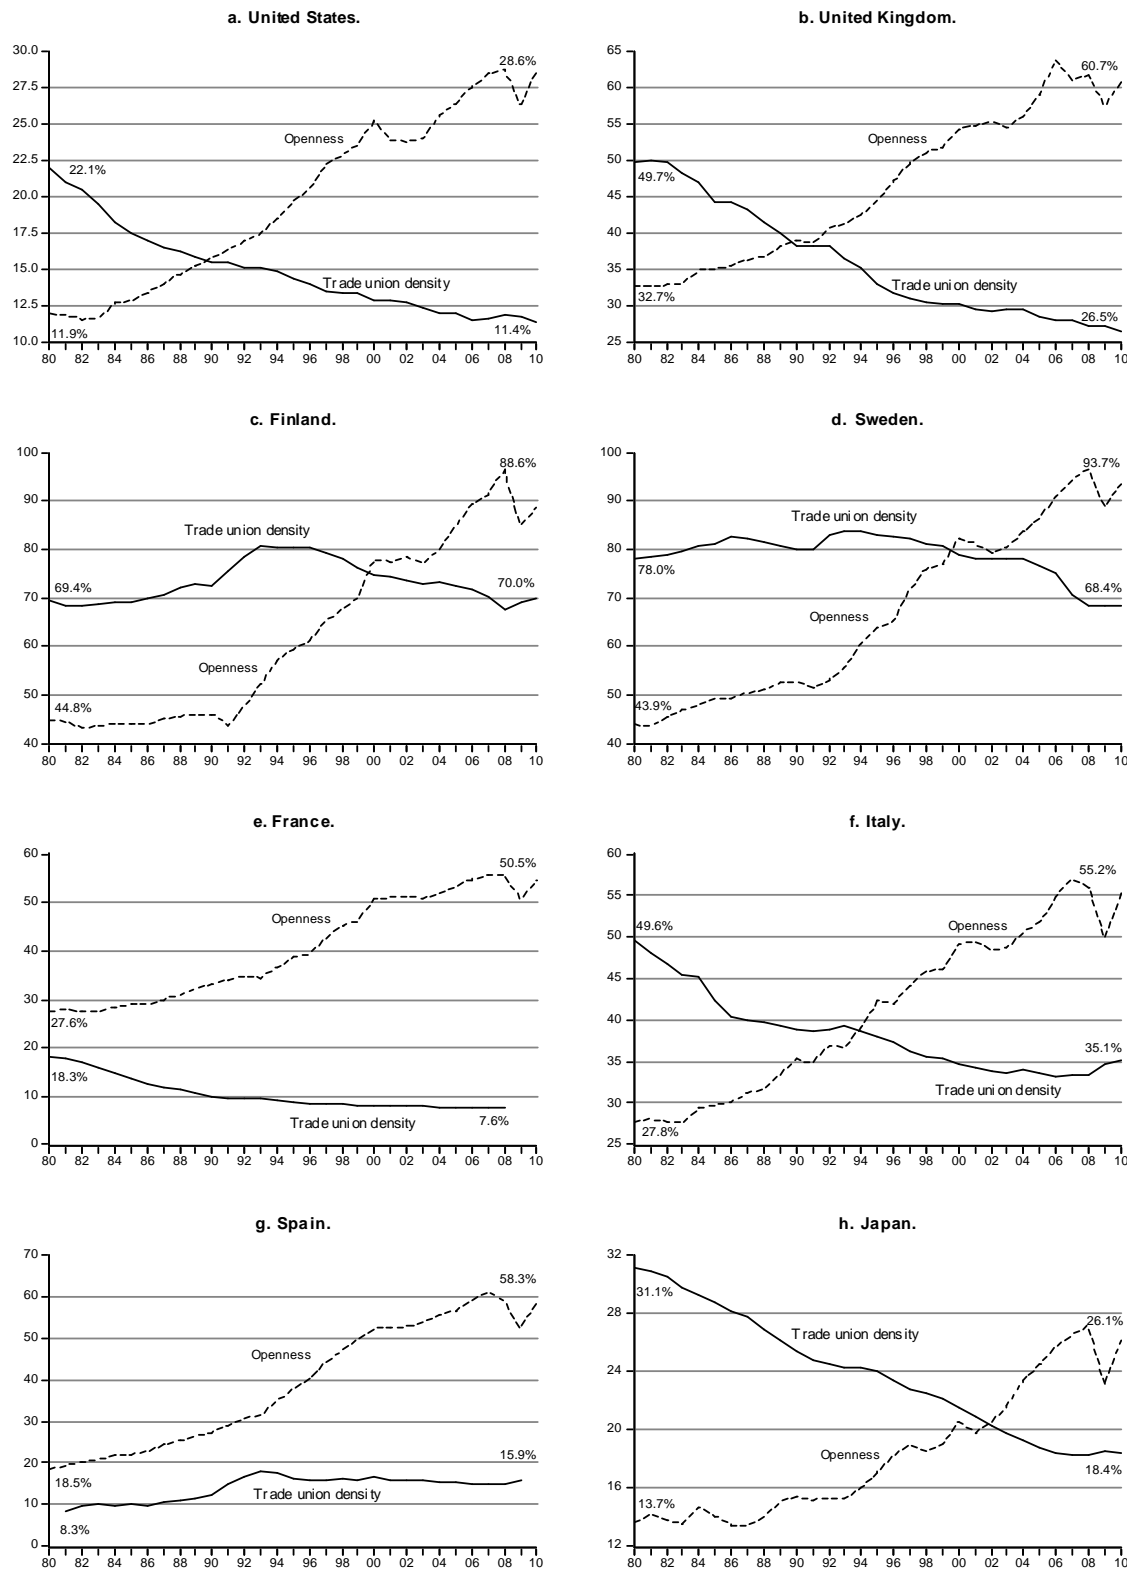 a. United States.
30.0
27.5
25.0
22.5
20.0
17.5
15.0
12.5
10.0
28.6%
Openness
22.1%
Trade union density
11.9%
11.4%
80 82 84 86 88 90 92 94 96 98 00 02 04 06 08 10
b. United Kingdom.
65
60
55
50
45
40
35
30
25
60.7%
Openness
49.7%
Trade union density
32.7%
26.5%
80 82 84 86 88 90 92 94 96 98 00 02 04 06 08 10
c. Finland.
100
90
80
70
60
50
40
88.6%
Trade union density
69.4%
70.0%
Openness
44.8%
80 82 84 86 88 90 92 94 96 98 00 02 04 06 08 10
d. Sweden.
100
90
80
70
60
50
40
93.7%
Trade union density
78.0%
68.4%
Openness
43.9%
80 82 84 86 88 90 92 94 96 98 00 02 04 06 08 10
e. France.
60
50
40
30
20
10
0
50.5%
Openness
27.6%
18.3%
Trade union density
7.6%
80 82 84 86 88 90 92 94 96 98 00 02 04 06 08 10
f. Italy.
60
55
50
45
40
35
30
25
55.2%
49.6%
Openness
35.1%
Trade union density
27.8%
80 82 84 86 88 90 92 94 96 98 00 02 04 06 08 10
g. Spain.
70
60
50
40
30
20
10
0
58.3%
Openness
15.9%
18.5%
Trade union density
8.3%
80 82 84 86 88 90 92 94 96 98 00 02 04 06 08 10
h. Japan.
32
28
24
20
16
12
31.1%
26.1%
Trade union density
Openness
18.4%
13.7%
80 82 84 86 88 90 92 94 96 98 00 02 04 06 08 10